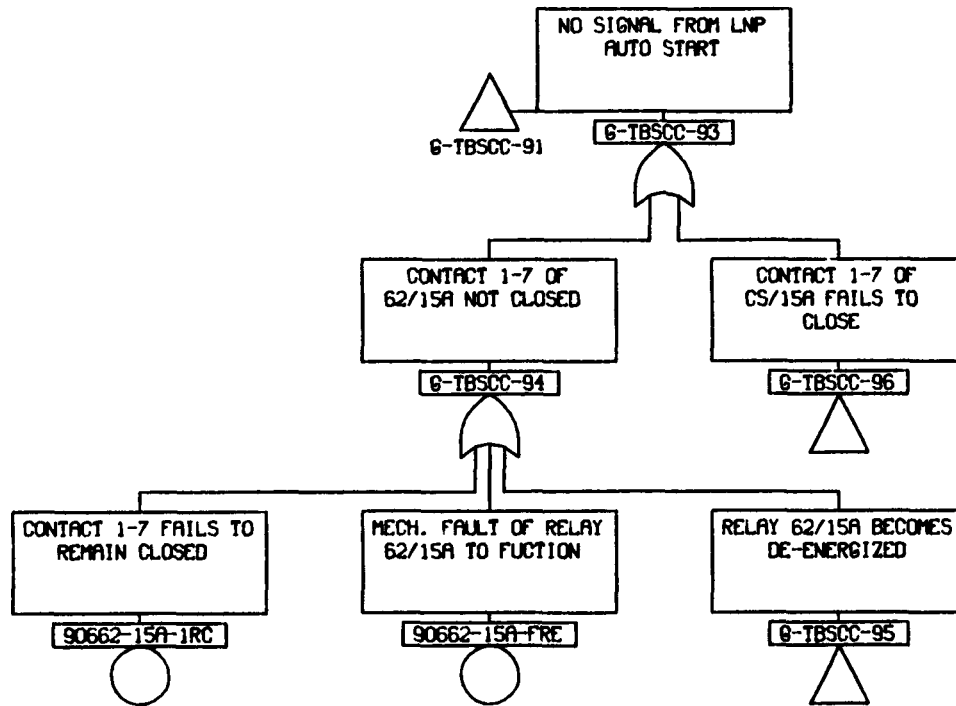 NO SIGNAL FROM LNP
AUTO START
G-TBSCC-91
G-TBSCC-93
CONTACT 1-7 OF
62/15A NOT CLOSED
CONTACT 1-7 OF
CS/15A FAILS TO
CLOSE
G-TBSCC-94
G-TBSCC-96
CONTACT 1-7 FAILS TO
REMAIN CLOSED
MECH. FAULT OF RELAY
62/15A TO FUCTION
RELAY 62/15A BECOMES
DE-ENERGIZED
90662-15A-1RC
90662-15A-FRE
G-TBSCC-95